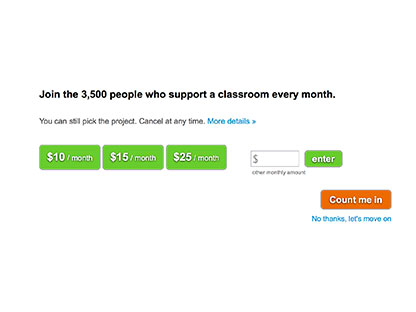 Join the 3,500 people who support a classroom every month.
You can still pick the project. Cancel at any time. More details »
$10 / month $15 / month $25 / month $ enter
other monthly amount
Count me in
No thanks, let's move on